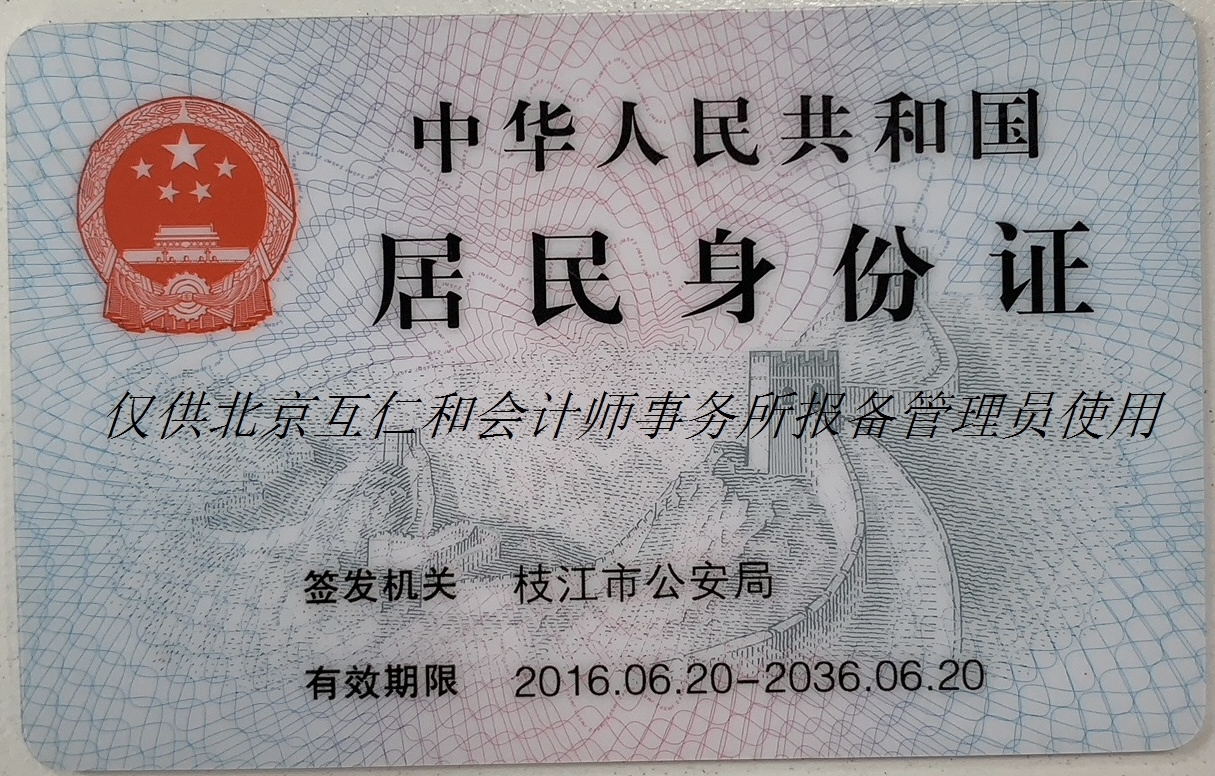 中华人民共和国
居民身份证
仅供北京互仁和会计师事务所报备管理员使用
签发机关 枝江市公安局
有效期限 2016.06.20-2036.06.20